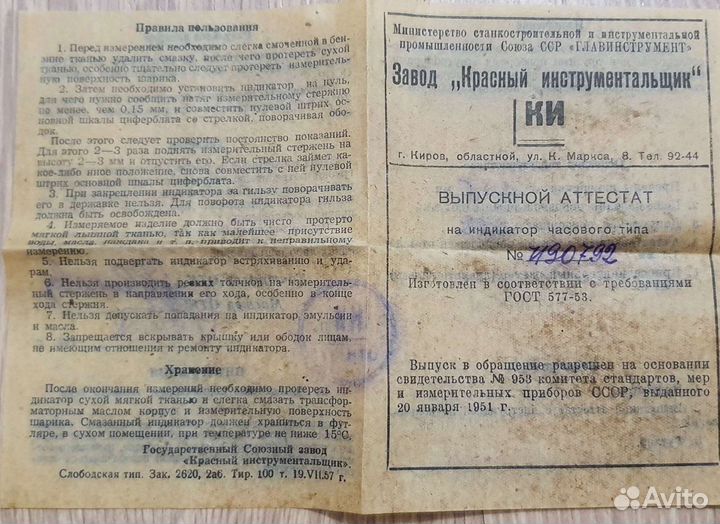 Правила пользования
1. Перед измерением необходимо слегка смоченной в бен-
зине тканью удалить смазку, после чего протереть сухой
тканью, особенно тщательно следует протереть измеритель-
ную поверхность шарика.
2. Затем необходимо установить индикатор на нуль,
для чего нужно сообщить натяг измерительному стержню
не менее, чем 0,15 мм, и совместить нулевой штрих ос-
новной шкалы циферблата со стрелкой, поворачивая обо-
док.
После этого следует проверить постоянство показаний.
Для этого 2—3 раза поднять измерительный стержень на
высоту 2—3 мм и отпустить его. Если стрелка займет ка-
кое-либо иное положение, снова совместить с ней нулевой
штрих основной шкалы циферблата.
3. При закреплении индикатора за гильзу поворачивать
его в державке нельзя. Для поворота индикатора гильза
должна быть освобождена.
4. Измеряемое изделие должно быть чисто протерто
мягкой льняной тканью, так как малейшее присутствие
воды, масла, и т. п. приводит к неправильному
измерению.
5. Нельзя подвергать индикатор встряхиванию и уда-
рам.
6. Нельзя производить резких толчков на измеритель-
ный стержень в направлении его хода, особенно в конце
хода стержня.
7. Нельзя допускать попадания на индикатор эмульсии
и масла.
8. Запрещается вскрывать крышку или ободок лицам,
не имеющим отношения к ремонту индикатора.
Хранение
После окончания измерений необходимо протереть ин-
дикатор сухой мягкой тканью и слегка смазать трансфор-
маторным маслом корпус и измерительную поверхность
шарика. Смазанный индикатор должен храниться в фут-
ляре, в сухом помещении, при температуре не ниже 15°С.
Государственный Союзный завод
«Красный инструментальщик».
Слободская тип. Зак. 2620, 2аб. Тир. 100 т. 19.VII.57 г.
Министерство станкостроительной и инструментальной
промышленности Союза ССР «ГЛАВИНСТРУМЕНТ»
Завод „Красный инструментальщик"
КИ
г. Киров, областной, ул. К. Маркса, 8. Тел. 92-44
ВЫПУСКНОЙ АТТЕСТАТ
на индикатор часового типа
№ 490792
Изготовлен в соответствии с требованиями
ГОСТ 577-53.
Выпуск в обращение разрешен на основании
свидетельства № 953 комитета стандартов, мер
и измерительных приборов СССР, выданного
20 января 1951 г.
Avito